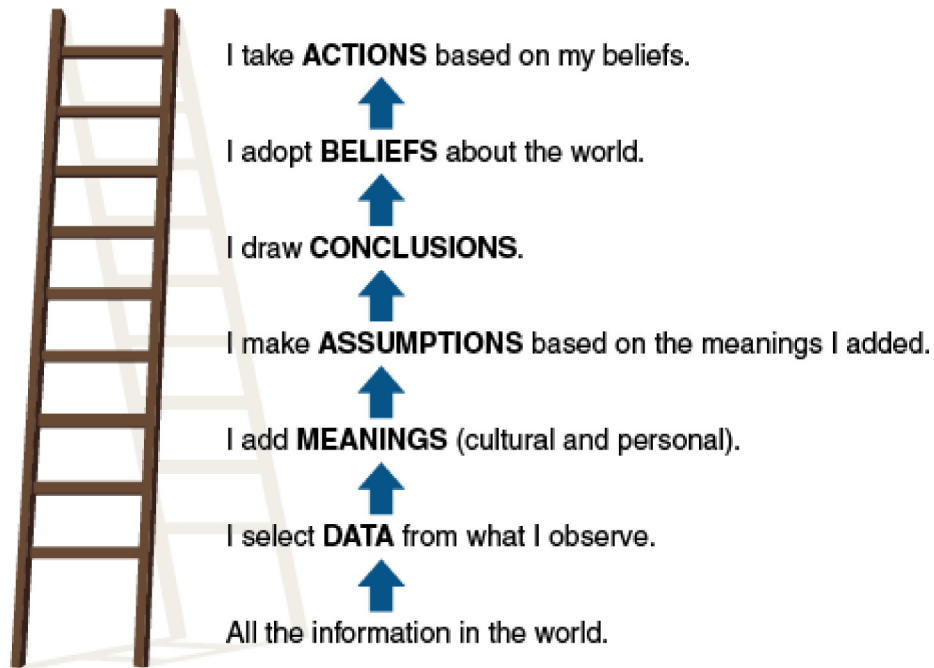 I take ACTIONS based on my beliefs.
I adopt BELIEFS about the world.
I draw CONCLUSIONS.
I make ASSUMPTIONS based on the meanings I added.
I add MEANINGS (cultural and personal).
I select DATA from what I observe.
All the information in the world.